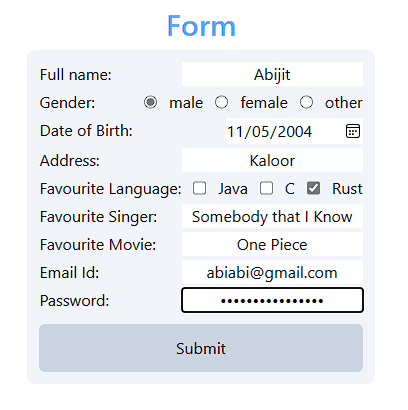 Form
Full name: Abijit
Gender: male female other
Date of Birth: 11/05/2004
Address: Kaloor
Favourite Language: Java C Rust
Favourite Singer: Somebody that I Know
Favourite Movie: One Piece
Email Id: abiabi@gmail.com
Password: ••••••••••••••••
Submit